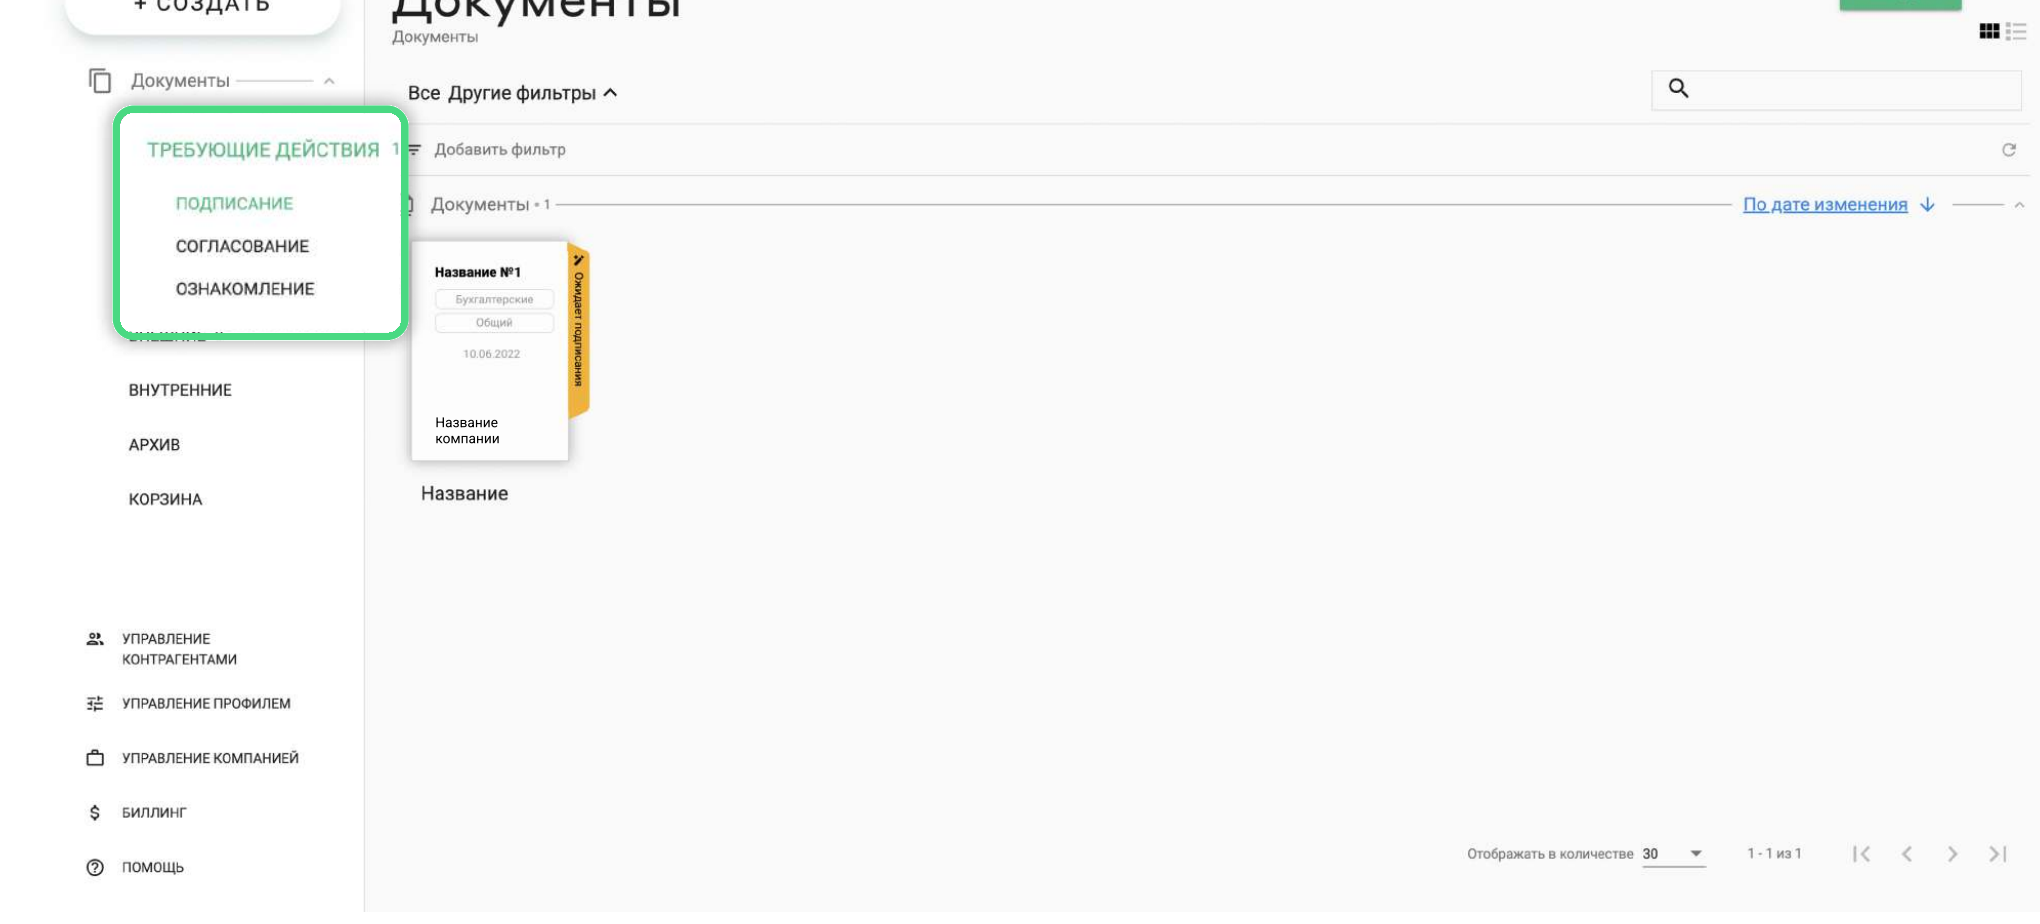 + СОЗДАТЬ
Документы
ТРЕБУЮЩИЕ ДЕЙСТВИЯ 1
ПОДПИСАНИЕ
СОГЛАСОВАНИЕ
ОЗНАКОМЛЕНИЕ
ВНУТРЕННИЕ
АРХИВ
КОРЗИНА
УПРАВЛЕНИЕ
КОНТРАГЕНТАМИ
УПРАВЛЕНИЕ ПРОФИЛЕМ
УПРАВЛЕНИЕ КОМПАНИЕЙ
БИЛЛИНГ
ПОМОЩЬ
Документы
Документы
Все Другие фильтры
Добавить фильтр
Документы • 1
По дате изменения
Название №1
Бухгалтерские
Общий
10.06.2022
Название
компании
Ожидает подписания
Название
Отображать в количестве 30
1 - 1 из 1